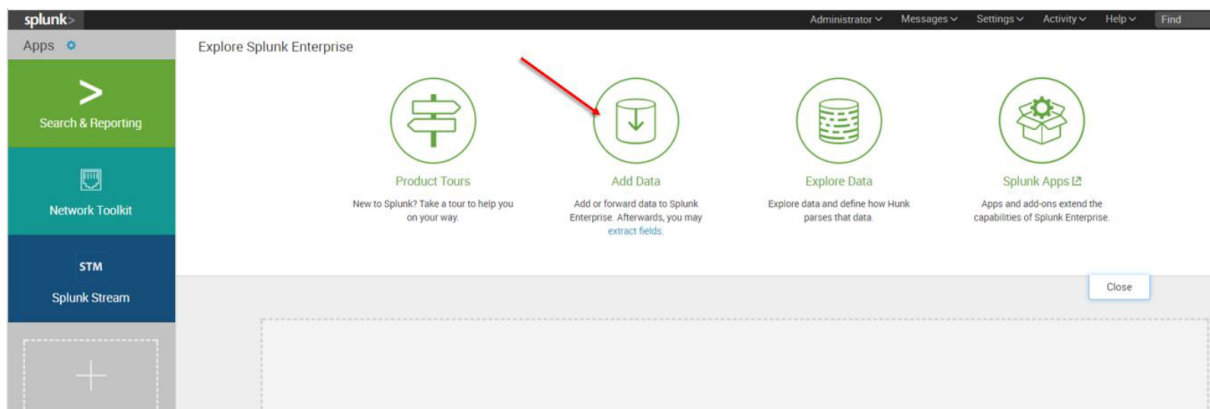 splunk>
Administrator Messages Settings Activity Help Find
Apps
Explore Splunk Enterprise
Search & Reporting
Network Toolkit
STM
Splunk Stream
Product Tours
New to Splunk? Take a tour to help you
on your way.
Add Data
Add or forward data to Splunk
Enterprise. Afterwards, you may
extract fields.
Explore Data
Explore data and define how Hunk
parses that data.
Splunk Apps
Apps and add-ons extend the
capabilities of Splunk Enterprise.
Close